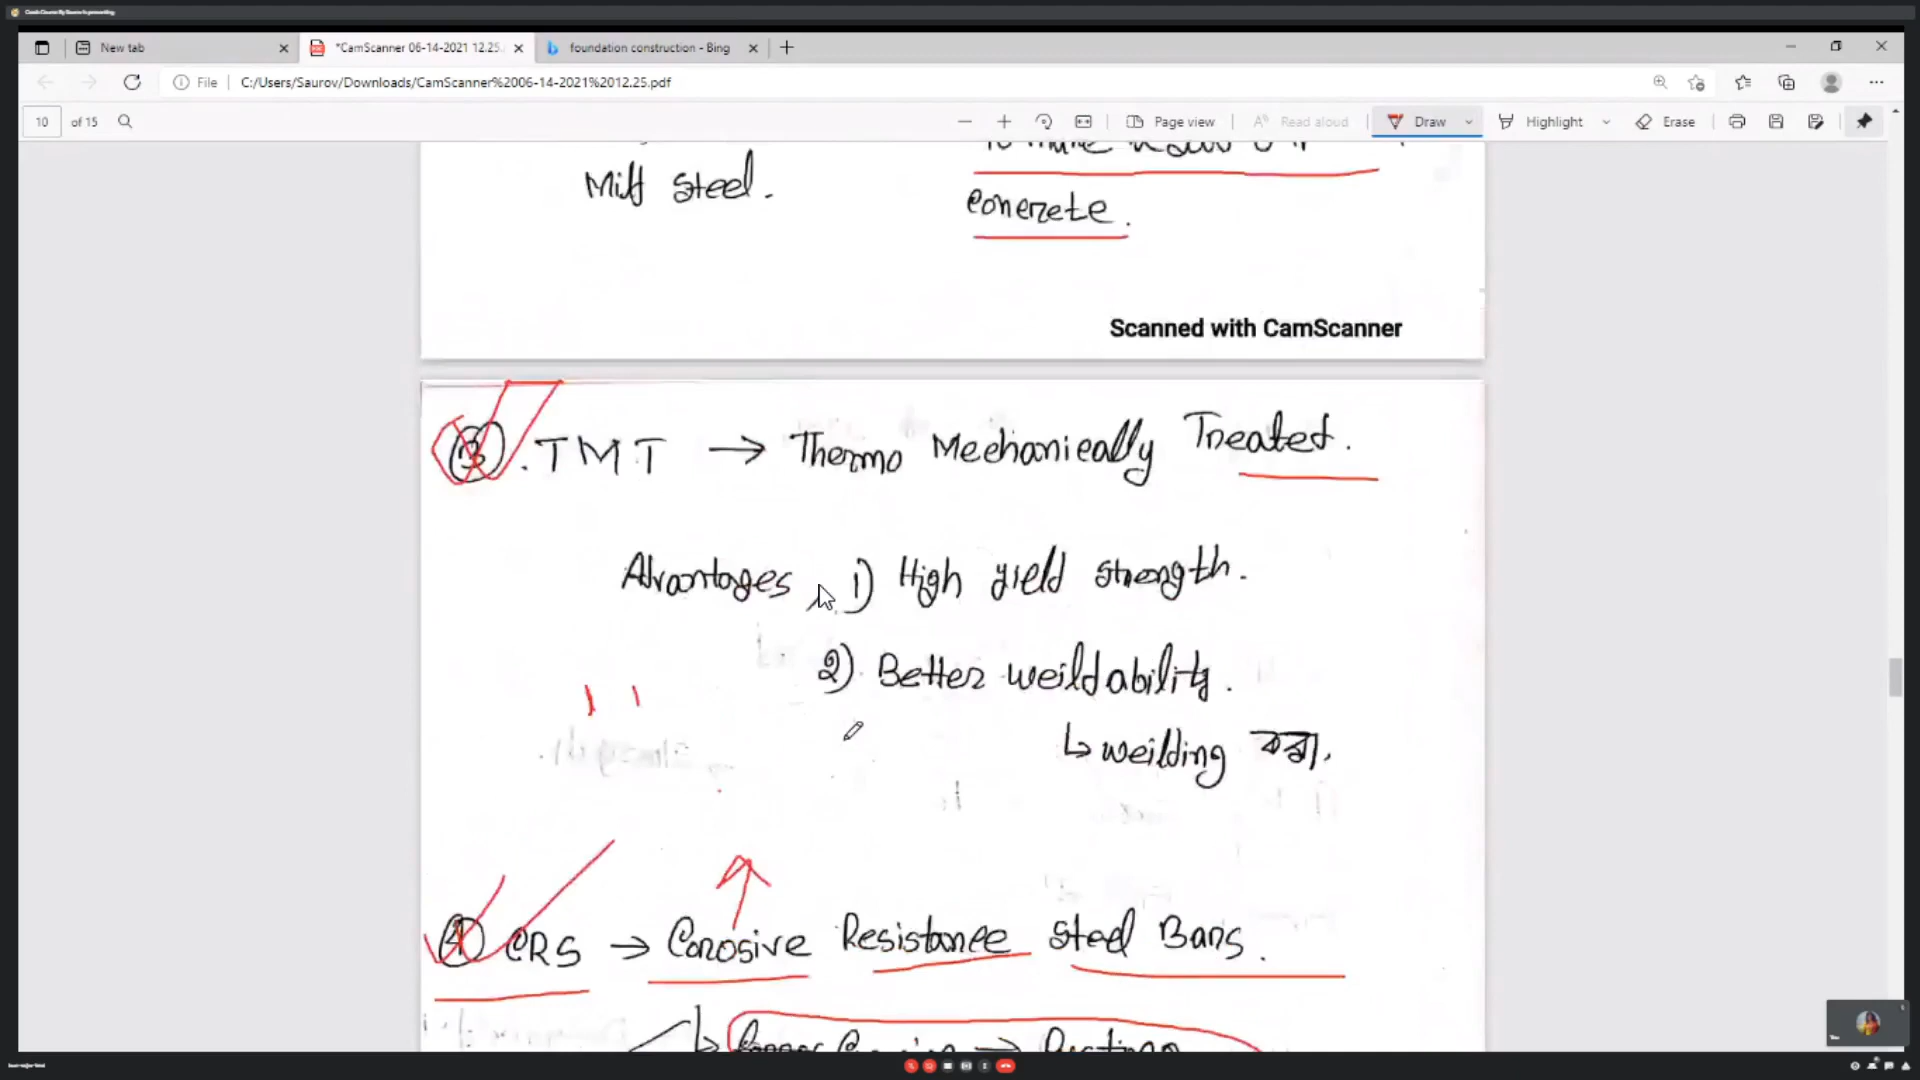 New tab
*CamScanner 06-14-2021 12.25.
foundation construction - Bing
File
C:/Users/Saurov/Downloads/CamScanner%2006-14-2021%2012.25.pdf
10 of 15
Page view
Read aloud
Draw
Highlight
Erase
Steel.
concrete.
Scanned with CamScanner
3. TMT → Thermo Mechanically Treated.
Advantages 1) High yield strength.
2) Better weildability.
↳ weilding করা.
4 CRS → Corosive Resistance Steel Bars.